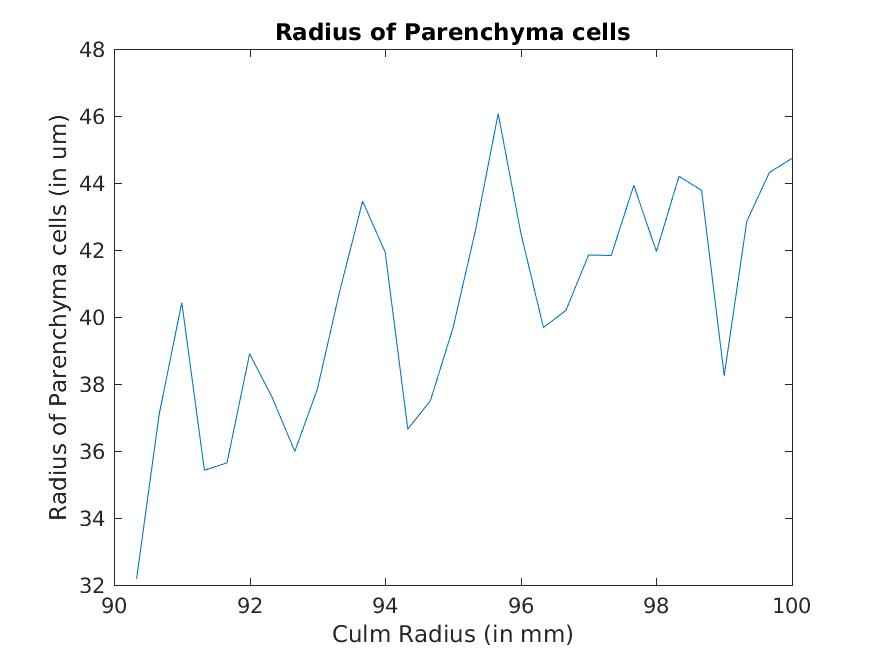 Radius of Parenchyma cells
48
46
44
42
40
38
36
34
32
Radius of Parenchyma cells (in um)
90 92 94 96 98 100
Culm Radius (in mm)